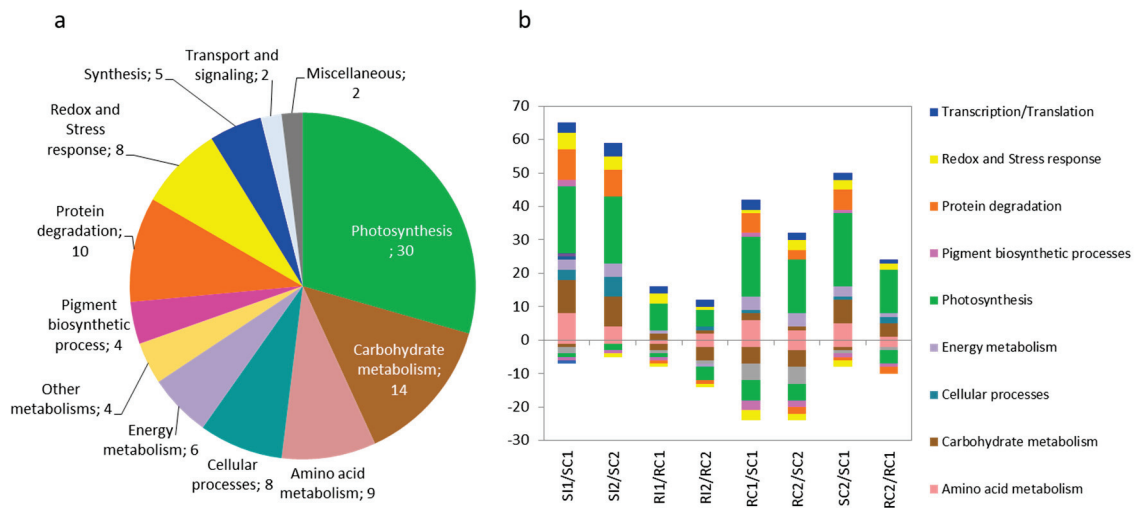 a
Transport and
signaling; 2
Miscellaneous;
2
Synthesis; 5
Redox and
Stress
response; 8
Protein
degradation;
10
Pigment
biosynthetic
process; 4
Other
metabolisms; 4
Energy
metabolism; 6
Cellular
processes; 8
Amino acid
metabolism; 9
Carbohydrate
metabolism;
14
Photosynthesis
; 30
b
70
60
50
40
30
20
10
0
-10
-20
-30
SI1/SC1
SI2/SC2
RI1/RC1
RI2/RC2
RC1/SC1
RC2/SC2
SC2/SC1
RC2/RC1
Transcription/Translation
Redox and Stress response
Protein degradation
Pigment biosynthetic processes
Photosynthesis
Energy metabolism
Cellular processes
Carbohydrate metabolism
Amino acid metabolism